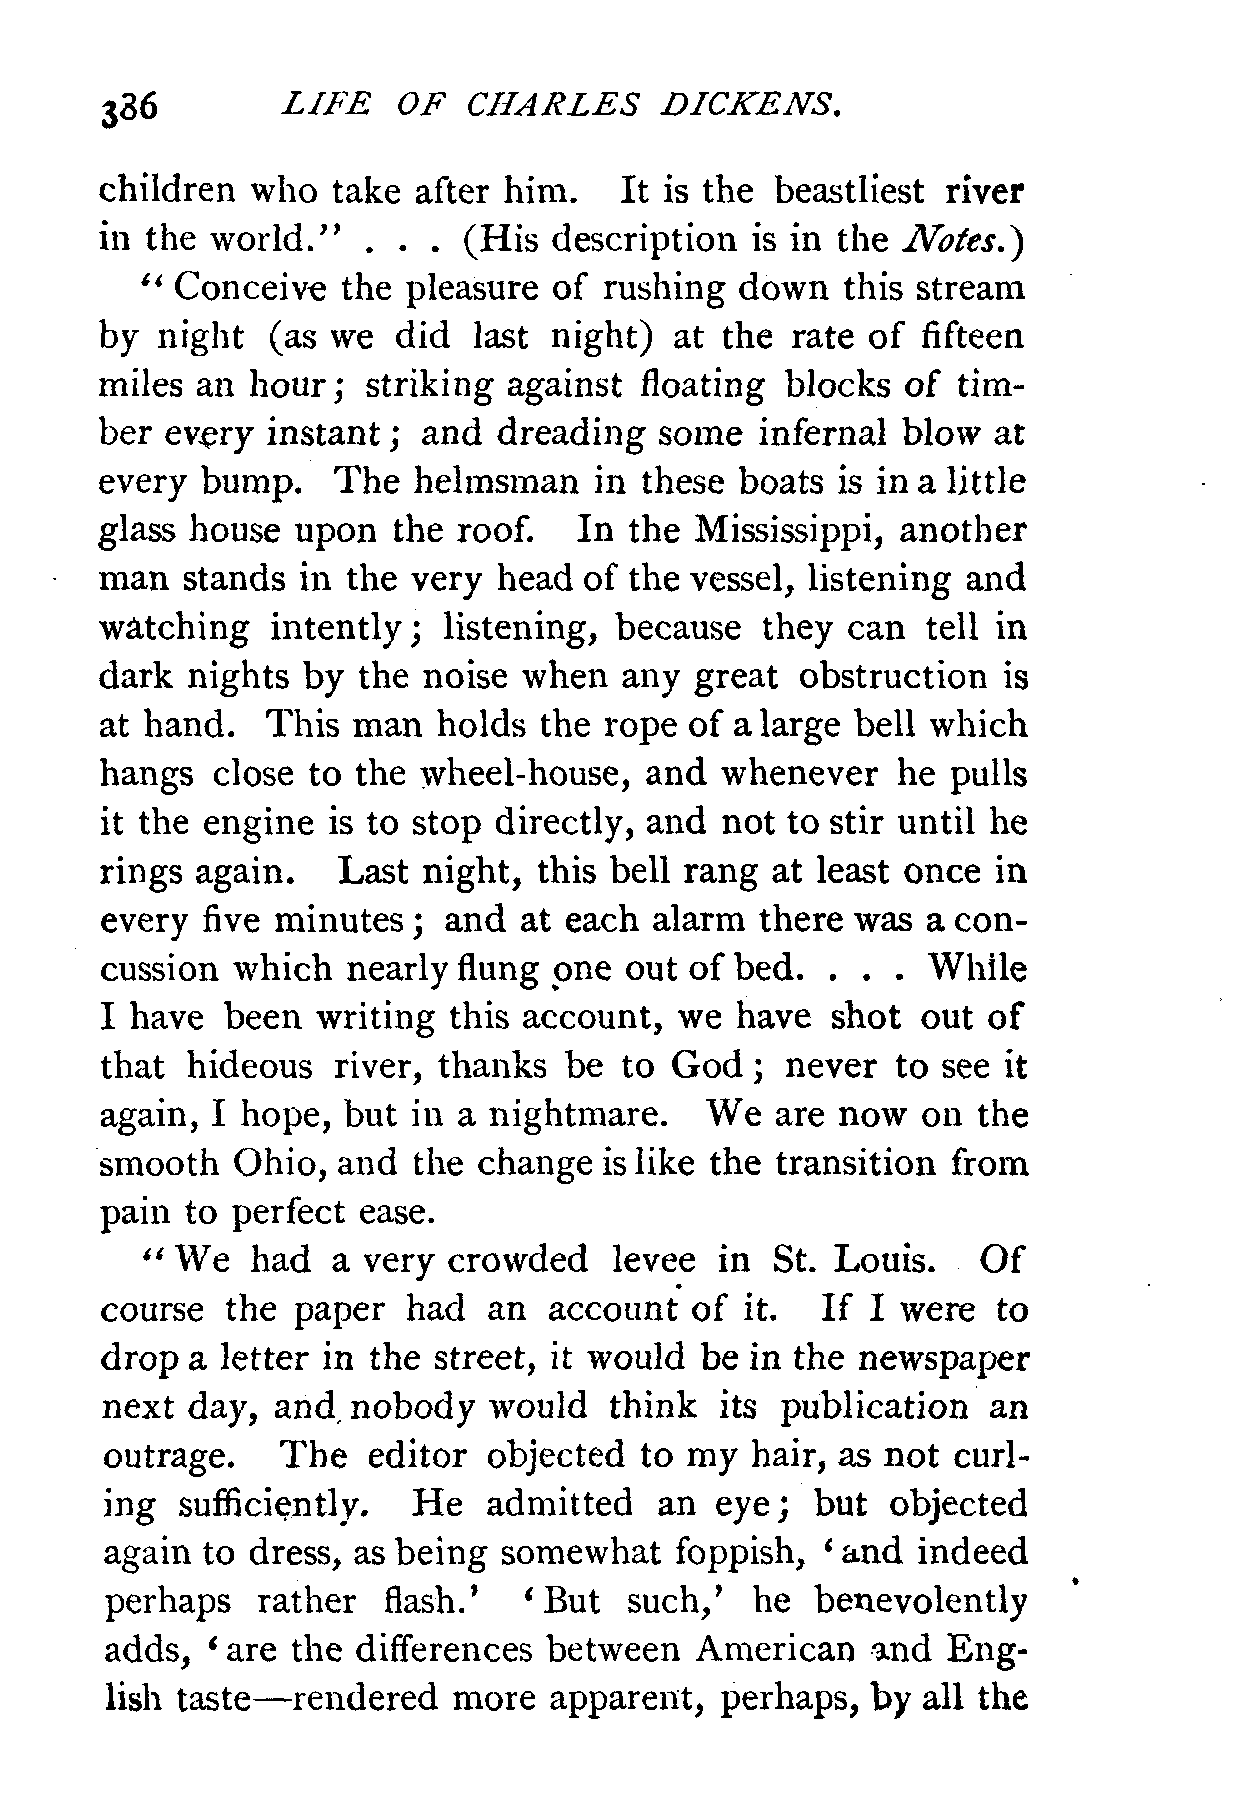 386 LIFE OF CHARLES DICKENS.
children who take after him. It is the beastliest river
in the world." . . . (His description is in the Notes.)
"Conceive the pleasure of rushing down this stream
by night (as we did last night) at the rate of fifteen
miles an hour; striking against floating blocks of tim-
ber every instant; and dreading some infernal blow at
every bump. The helmsman in these boats is in a little
glass house upon the roof. In the Mississippi, another
man stands in the very head of the vessel, listening and
watching intently; listening, because they can tell in
dark nights by the noise when any great obstruction is
at hand. This man holds the rope of a large bell which
hangs close to the wheel-house, and whenever he pulls
it the engine is to stop directly, and not to stir until he
rings again. Last night, this bell rang at least once in
every five minutes; and at each alarm there was a con-
cussion which nearly flung one out of bed. . . . While
I have been writing this account, we have shot out of
that hideous river, thanks be to God; never to see it
again, I hope, but in a nightmare. We are now on the
smooth Ohio, and the change is like the transition from
pain to perfect ease.
"We had a very crowded levee in St. Louis. Of
course the paper had an account of it. If I were to
drop a letter in the street, it would be in the newspaper
next day, and nobody would think its publication an
outrage. The editor objected to my hair, as not curl-
ing sufficiently. He admitted an eye; but objected
again to dress, as being somewhat foppish, 'and indeed
perhaps rather flash.' 'But such,' he benevolently
adds, 'are the differences between American and Eng-
lish taste—rendered more apparent, perhaps, by all the